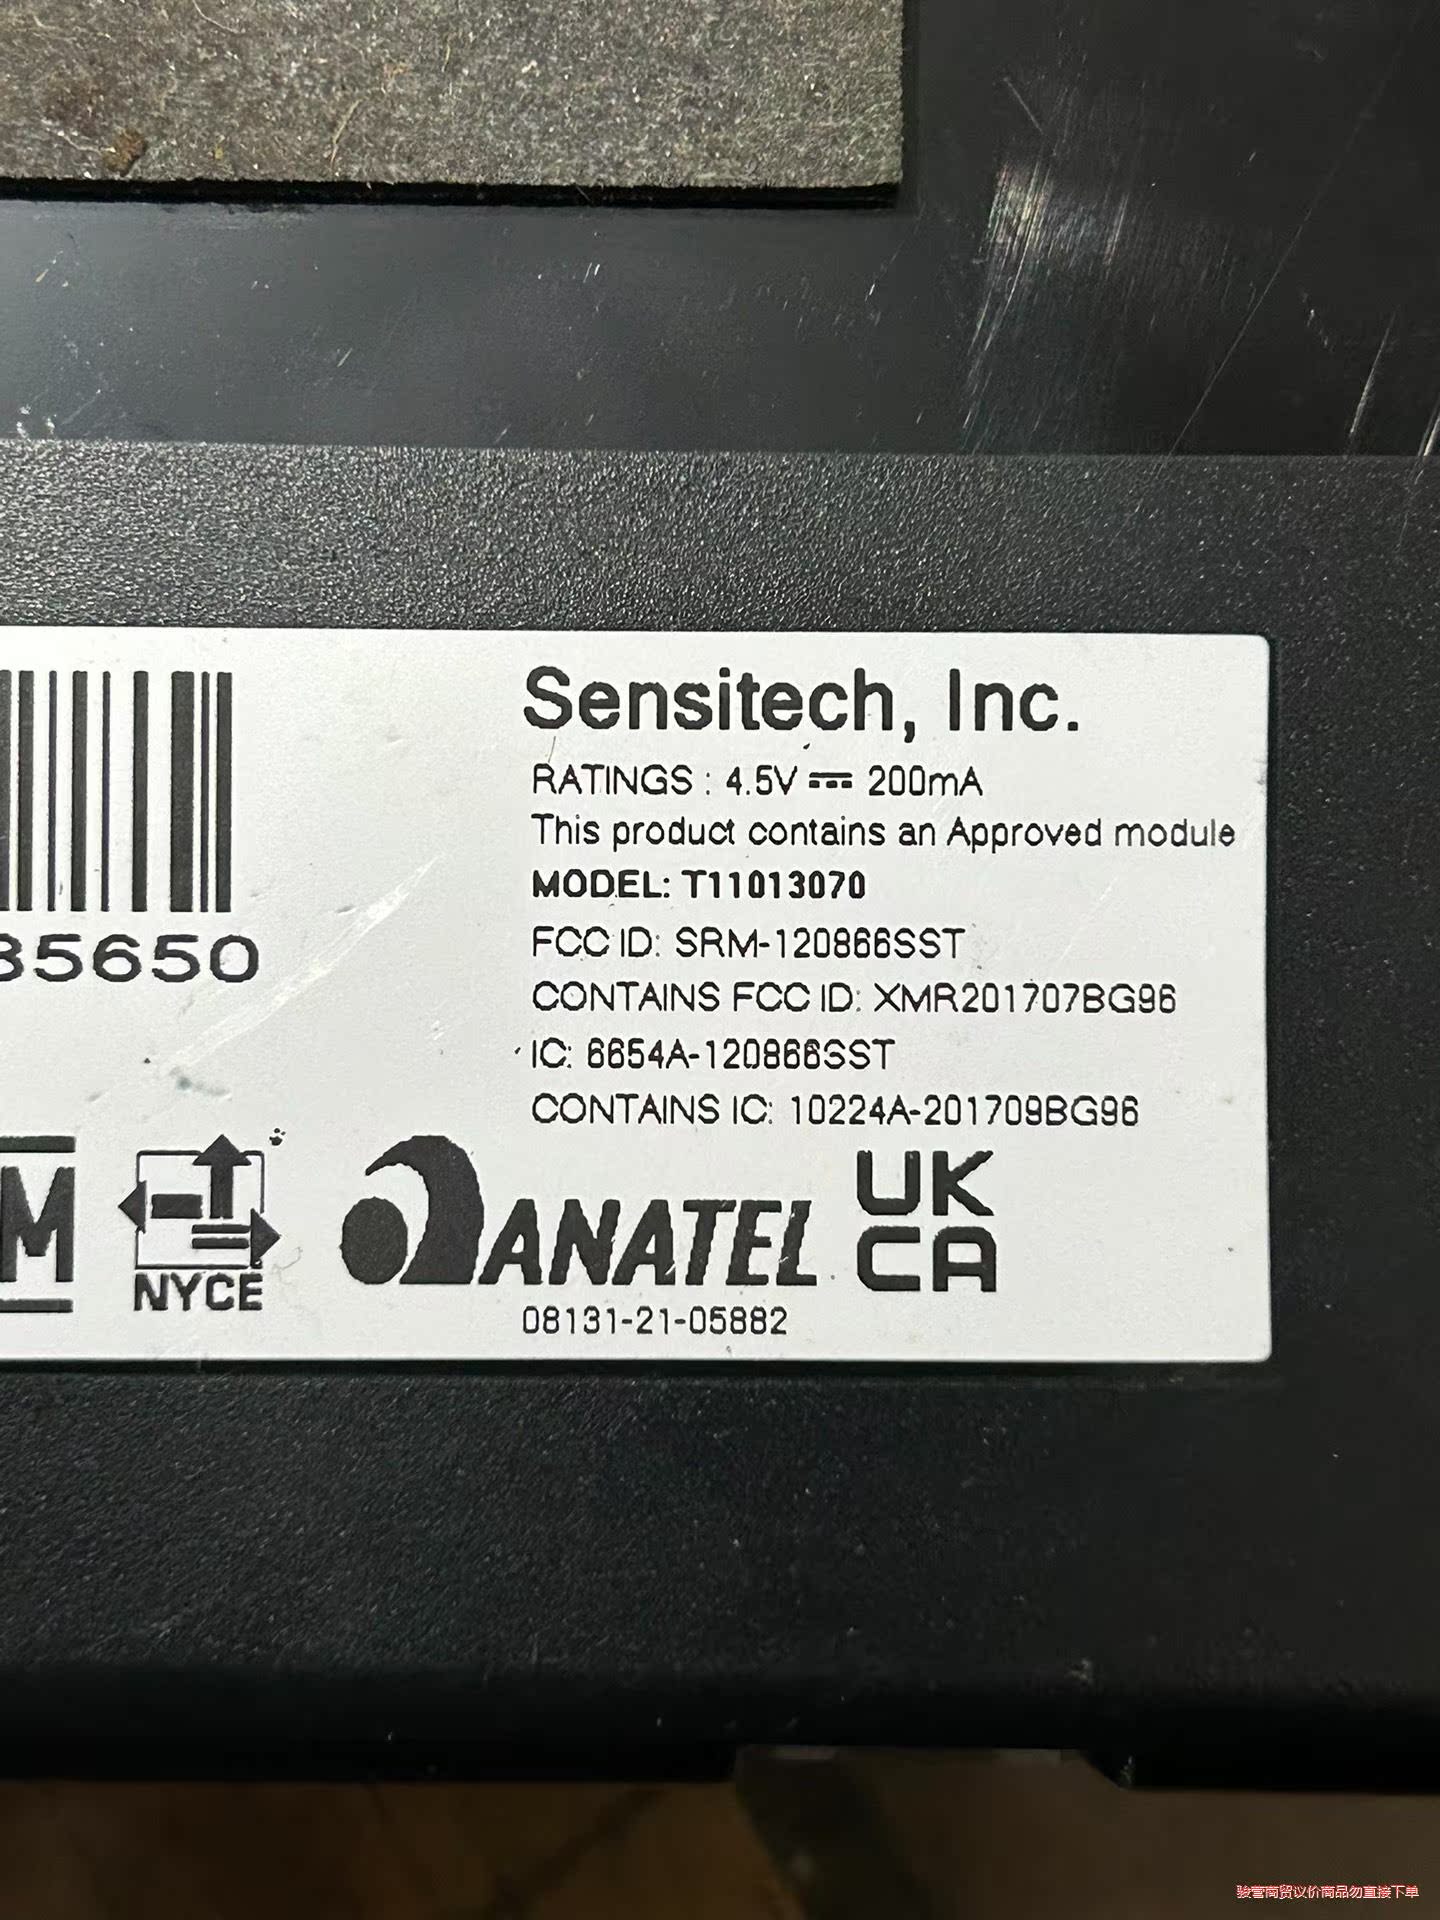 Sensitech, Inc.
RATINGS : 4.5V ⎓ 200mA
This product contains an Approved module
MODEL: T11013070
FCC ID: SRM-120866SST
CONTAINS FCC ID: XMR201707BG96
IC: 6654A-120866SST
CONTAINS IC: 10224A-201709BG96
85650
M
NYCE
ANATEL
UK
CA
08131-21-05882
骏营商贸议价商品勿直接下单